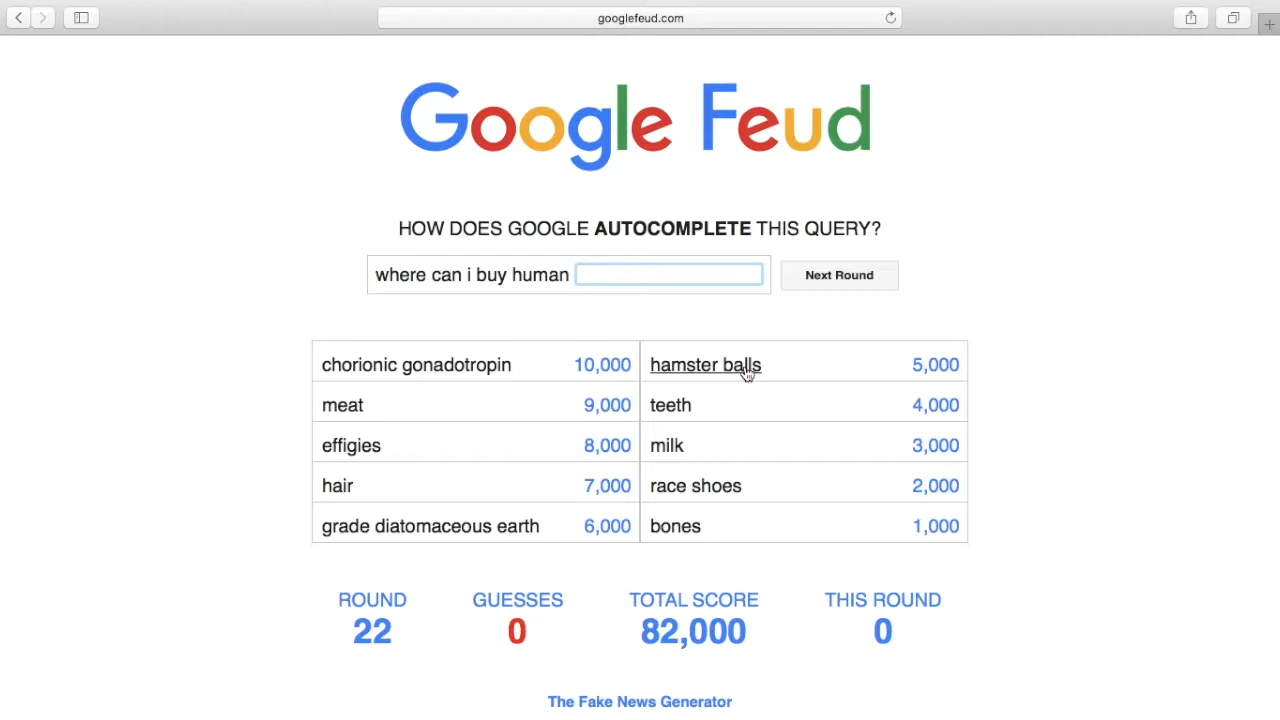 googlefeud.com
Google Feud
HOW DOES GOOGLE AUTOCOMPLETE THIS QUERY?
where can i buy human
Next Round
chorionic gonadotropin 10,000
hamster balls 5,000
meat 9,000
teeth 4,000
effigies 8,000
milk 3,000
hair 7,000
race shoes 2,000
grade diatomaceous earth 6,000
bones 1,000
ROUND GUESSES TOTAL SCORE THIS ROUND
22 0 82,000 0
The Fake News Generator